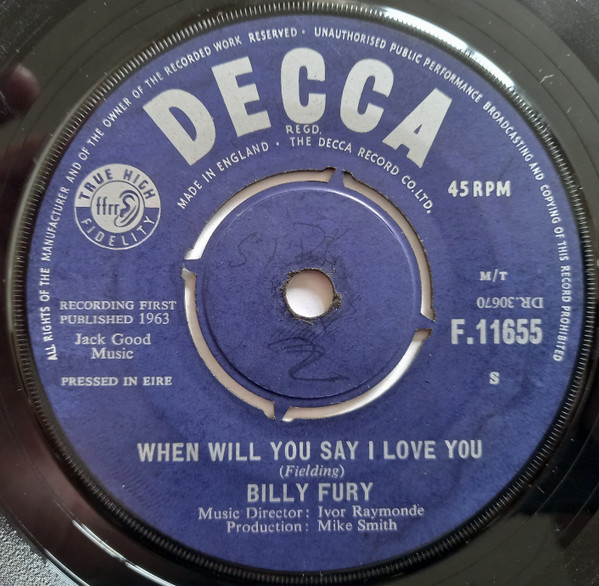 ALL RIGHTS OF THE MANUFACTURER AND OF THE OWNER OF THE RECORDED WORK RESERVED · UNAUTHORISED PUBLIC PERFORMANCE BROADCASTING AND COPYING OF THIS RECORD PROHIBITED
DECCA
REGD.
MADE IN ENGLAND · THE DECCA RECORD CO. LTD.
TRUE HIGH
ffrr
FIDELITY
45 RPM
M/T
DR.30670
F.11655
S
RECORDING FIRST
PUBLISHED 1963
Jack Good
Music
PRESSED IN EIRE
WHEN WILL YOU SAY I LOVE YOU
(Fielding)
BILLY FURY
Music Director: Ivor Raymonde
Production: Mike Smith